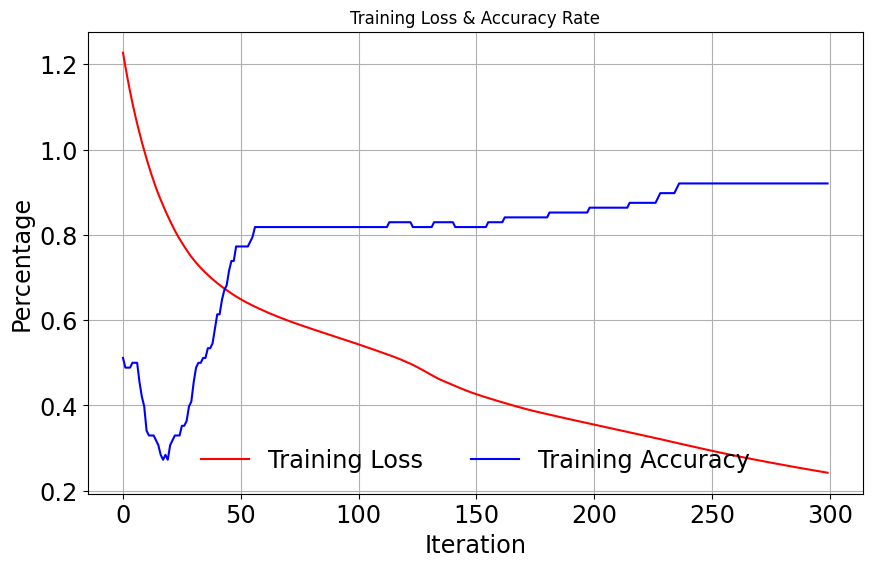 Training Loss & Accuracy Rate
Percentage
1.2
1.0
0.8
0.6
0.4
0.2
Training Loss Training Accuracy
0 50 100 150 200 250 300
Iteration